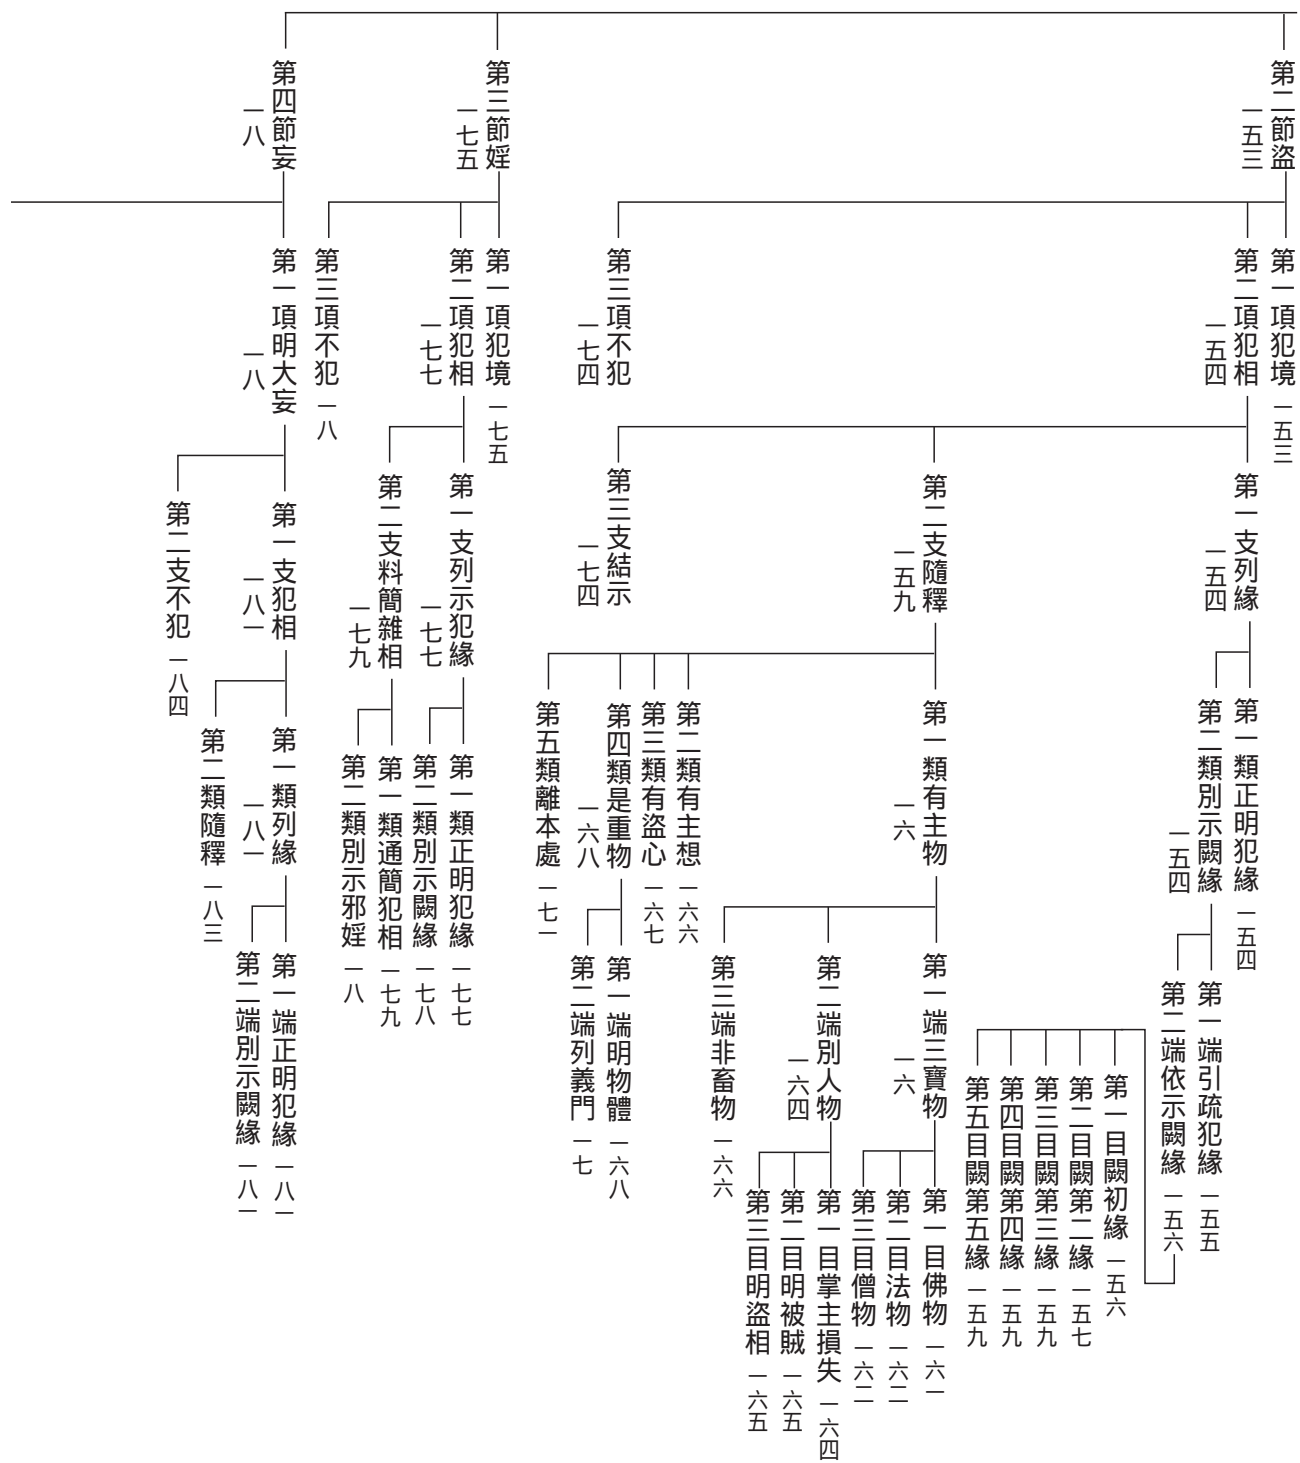 第二節盜 一五三
第一項犯境 一五三
第二項犯相 一五四
第一支列緣 一五四
第一類正明犯緣 一五四
第二類別示闕緣 一五四
第一端引疏犯緣 一五五
第二端依示闕緣 一五六
第一目闕初緣 一五六
第二目闕第二緣 一五七
第三目闕第三緣 一五九
第四目闕第四緣 一五九
第五目闕第五緣 一五九
第二支隨釋 一五九
第一類有主物 一六
第一端三寶物 一六
第一目佛物 一六一
第二目法物 一六二
第三目僧物 一六二
第二端別人物 一六四
第一目掌主損失 一六四
第二目明被賊 一六五
第三目明盜相 一六五
第三端非畜物 一六六
第二類有主想 一六六
第三類有盜心 一六七
第四類是重物 一六八
第一端明物體 一六八
第二端列義門 一七
第五類離本處 一七一
第三支結示 一七四
第三項不犯 一七四
第三節婬 一七五
第一項犯境 一七五
第二項犯相 一七七
第一支列示犯緣 一七七
第一類正明犯緣 一七七
第二類別示闕緣 一七八
第二支料簡雜相 一七九
第一類通簡犯相 一七九
第二類別示邪婬 一八
第三項不犯 一八
第四節妄 一八
第一項明大妄 一八
第一支犯相 一八一
第一類列緣 一八一
第一端正明犯緣 一八一
第二端別示闕緣 一八一
第二類隨釋 一八三
第二支不犯 一八四